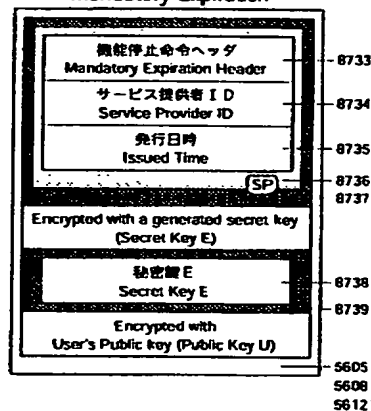 Mandatory Expiration
機能停止命令ヘッダ
Mandatory Expiration Header
8733
サービス提供者ID
Service Provider ID
8734
発行日時
Issued Time
8735
SP
8736
8737
Encrypted with a generated secret key
(Secret Key E)
秘密鍵E
Secret Key E
8738
8739
Encrypted with
User's Public key (Public Key U)
5605
5608
5612